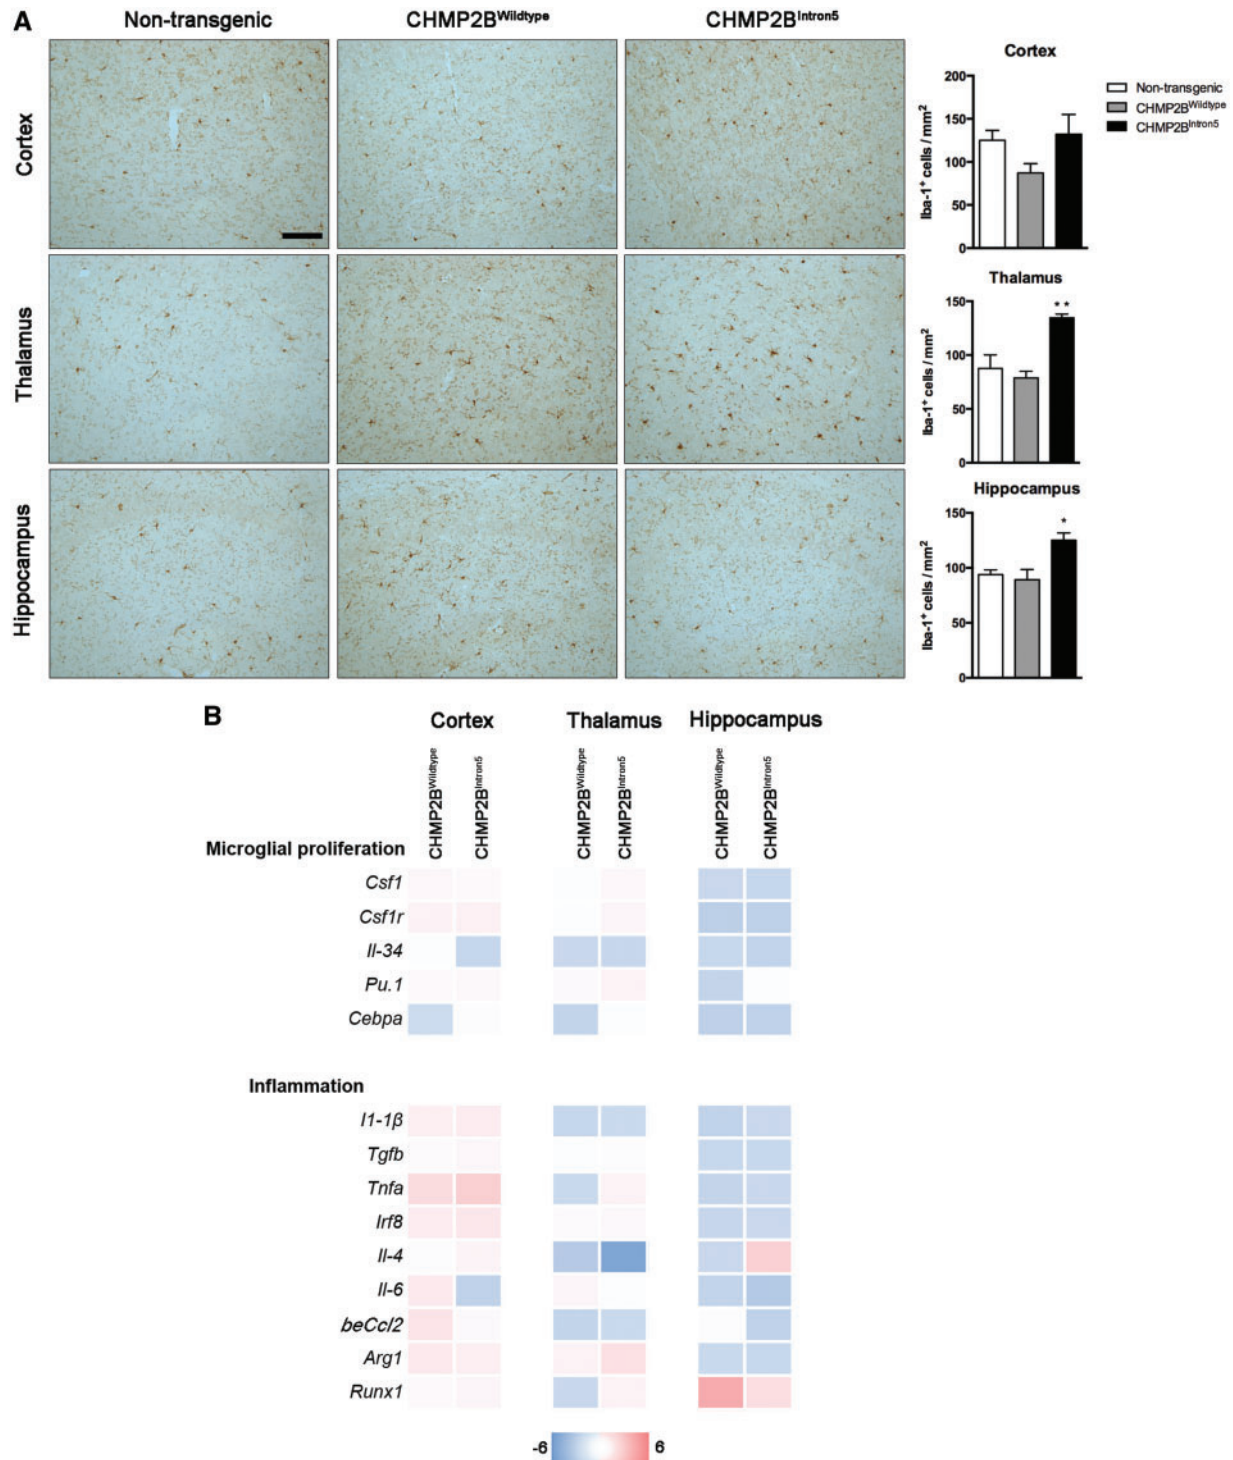 A
Non-transgenic CHMP2BWildtype CHMP2BIntron5
Cortex
Thalamus
Hippocampus
Cortex
200
150
100
50
0
Iba-1+ cells / mm2
Non-transgenic
CHMP2BWildtype
CHMP2BIntron5
Thalamus
**
150
100
50
0
Iba-1+ cells / mm2
Hippocampus
*
150
100
50
0
Iba-1+ cells / mm2
B
Cortex Thalamus Hippocampus
CHMP2BWildtype CHMP2BIntron5 CHMP2BWildtype CHMP2BIntron5 CHMP2BWildtype CHMP2BIntron5
Microglial proliferation
Csf1
Csf1r
Il-34
Pu.1
Cebpa
Inflammation
I1-1β
Tgfb
Tnfa
Irf8
Il-4
Il-6
beCcl2
Arg1
Runx1
-6 6